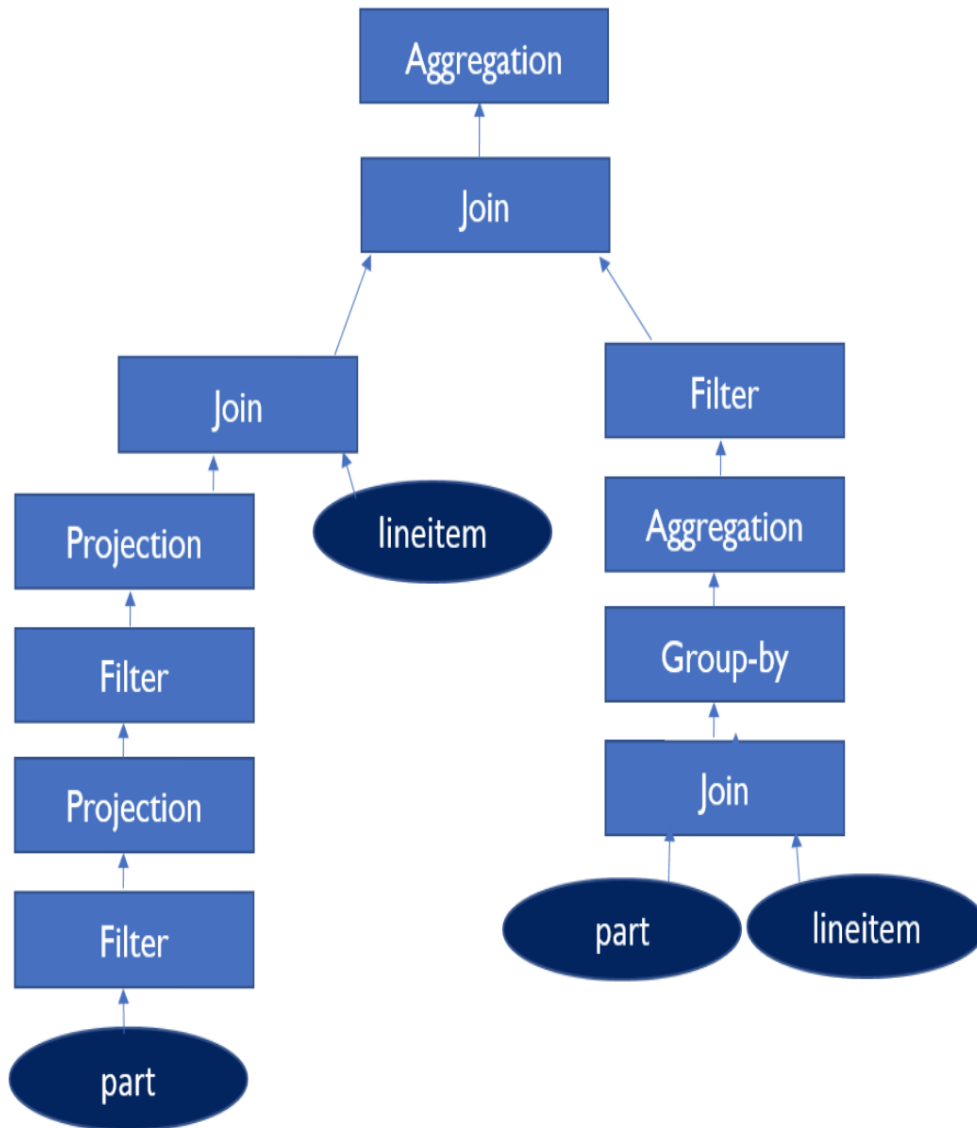 Aggregation
Join
Join
Filter
Projection
lineitem
Aggregation
Filter
Group-by
Projection
Join
Filter
part
lineitem
part